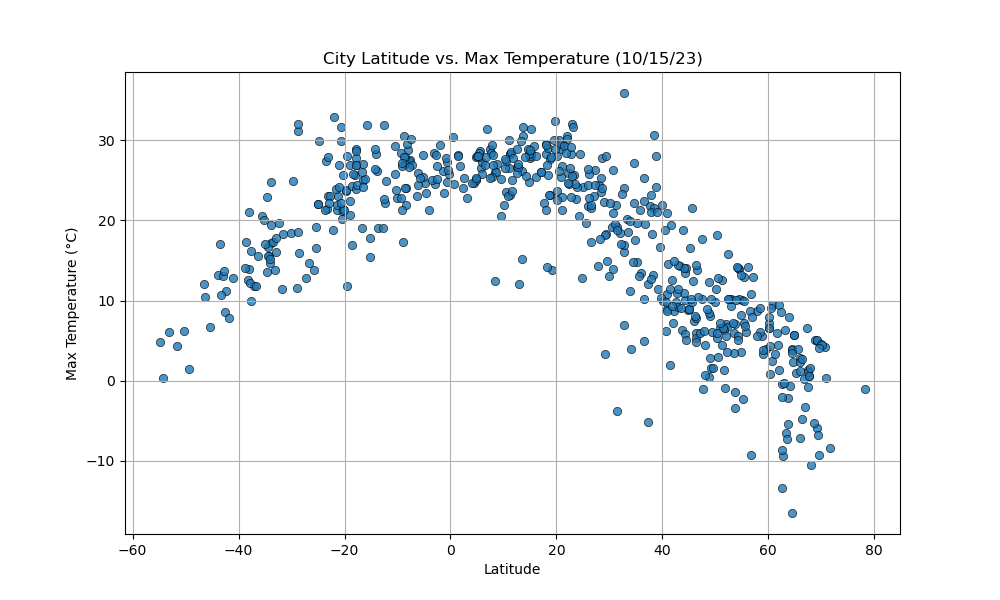 City Latitude vs. Max Temperature (10/15/23)
Max Temperature (°C)
30
20
10
0
−10
−60 −40 −20 0 20 40 60 80
Latitude